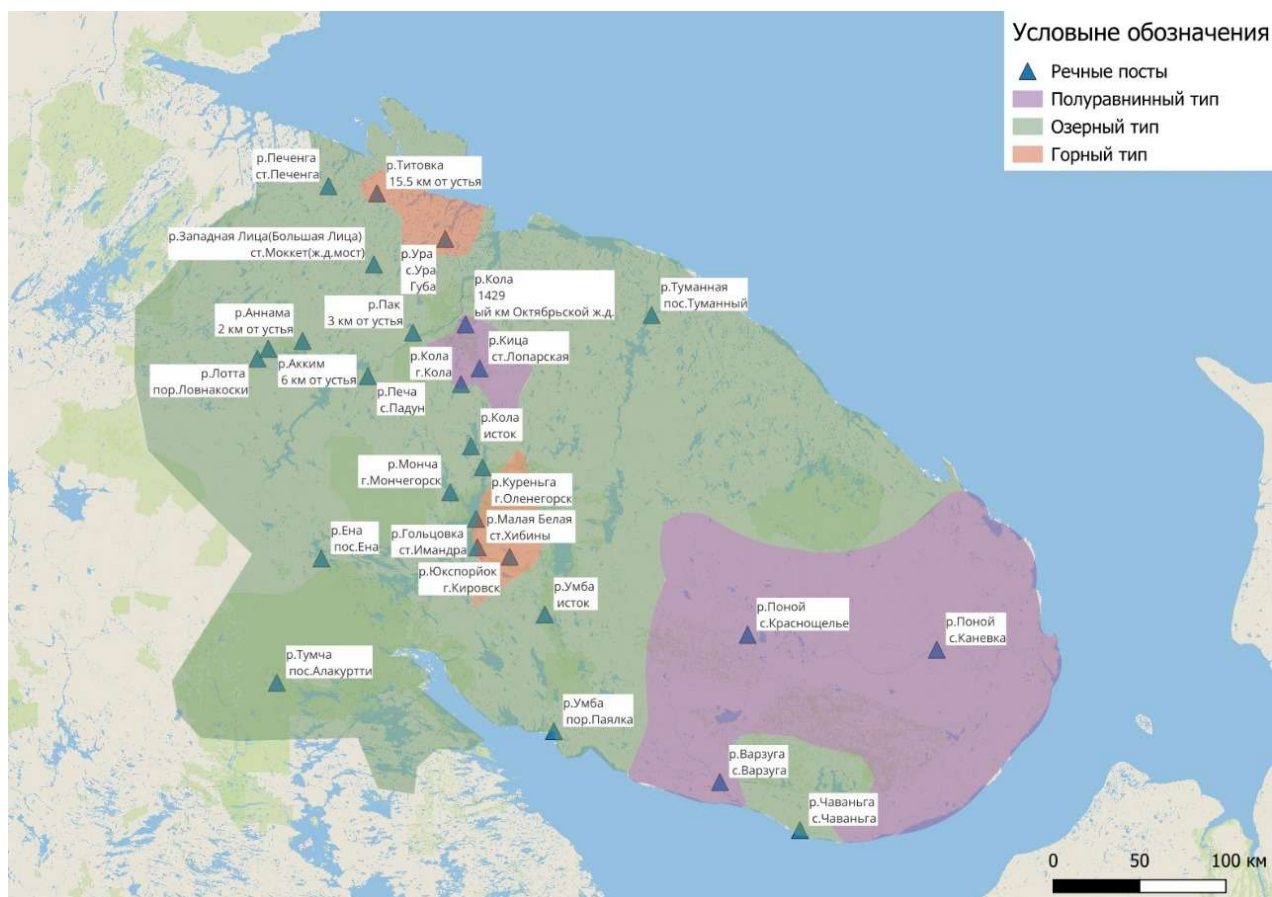 Условыне обозначения
Речные посты
Полуравнинный тип
Озерный тип
Горный тип
р.Печенга
ст.Печенга
р.Титовка
15.5 км от устья
р.Западная Лица(Большая Лица)
ст.Моккет(ж.д.мост)
р.Ура
с.Ура
Губа
р.Кола
1429
ый км Октябрьской ж.д.
р.Туманная
пос.Туманный
р.Пак
3 км от устья
р.Аннама
2 км от устья
р.Кица
ст.Лопарская
р.Кола
г.Кола
р.Лотта
пор.Ловнакоски
р.Акким
6 км от устья
р.Печа
с.Падун
р.Кола
исток
р.Монча
г.Мончегорск
р.Куреньга
г.Оленегорск
р.Малая Белая
ст.Хибины
р.Гольцовка
ст.Имандра
р.Ена
пос.Ена
р.Юкспорйок
г.Кировск
р.Умба
исток
р.Поной
с.Краснощелье
р.Поной
с.Каневка
р.Тумча
пос.Алакуртти
р.Умба
пор.Паялка
р.Варзуга
с.Варзуга
р.Чаваньга
с.Чаваньга
0 50 100 км